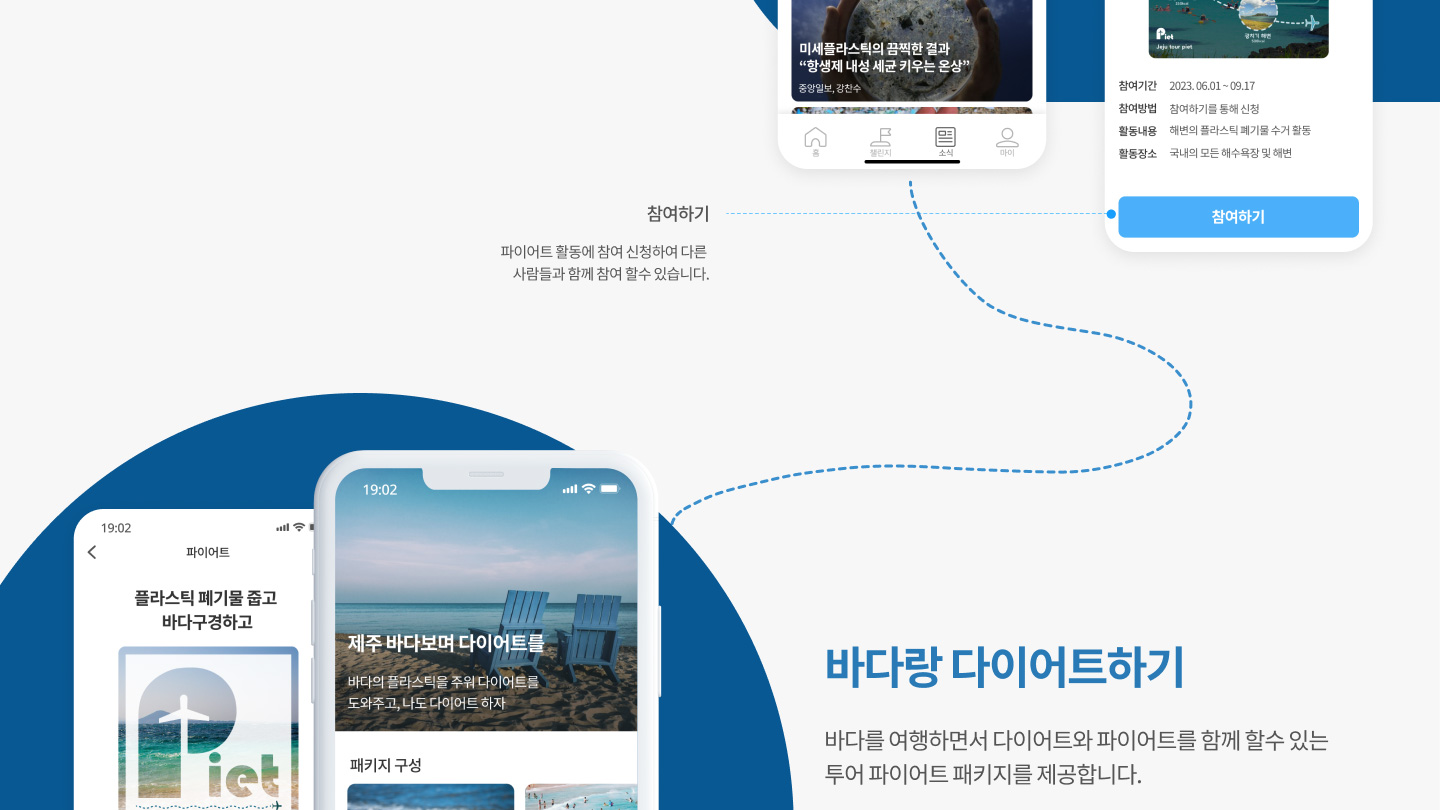 미세플라스틱의 끔찍한 결과
“항생제 내성 세균 키우는 온상”
중앙일보, 강찬수
홈
챌린지
소식
마이
Piet
Jeju tour piet
광치기 해변
참여기간 2023. 06.01 ~ 09.17
참여방법 참여하기를 통해 신청
활동내용 해변의 플라스틱 폐기물 수거 활동
활동장소 국내의 모든 해수욕장 및 해변
참여하기
참여하기
파이어트 활동에 참여 신청하여 다른
사람들과 함께 참여 할수 있습니다.
19:02
파이어트
플라스틱 폐기물 줍고
바다구경하고
Piet
19:02
제주 바다보며 다이어트를
바다의 플라스틱을 주워 다이어트를
도와주고, 나도 다이어트 하자
패키지 구성
바다랑 다이어트하기
바다를 여행하면서 다이어트와 파이어트를 함께 할수 있는
투어 파이어트 패키지를 제공합니다.